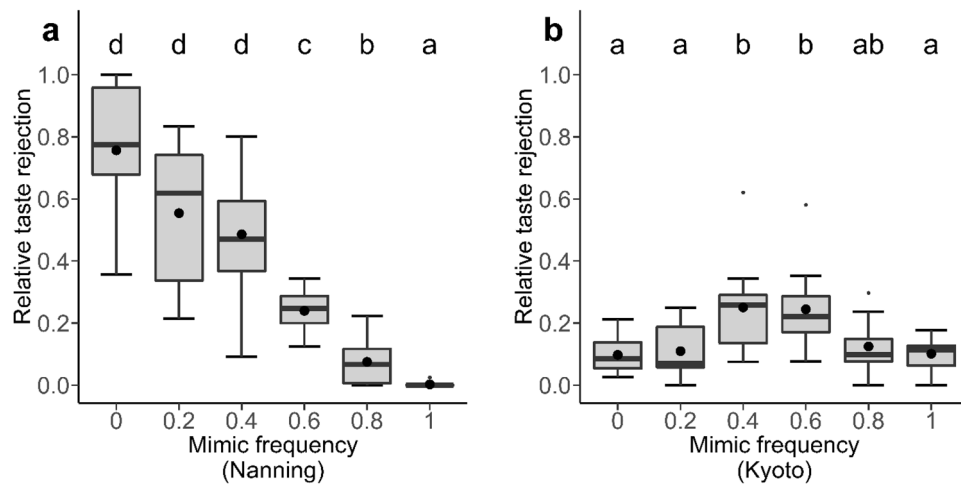 a
d d d c b a
Relative taste rejection
1.0
0.8
0.6
0.4
0.2
0.0
0 0.2 0.4 0.6 0.8 1
Mimic frequency
(Nanning)
b
a a b b ab a
Relative taste rejection
1.0
0.8
0.6
0.4
0.2
0.0
0 0.2 0.4 0.6 0.8 1
Mimic frequency
(Kyoto)